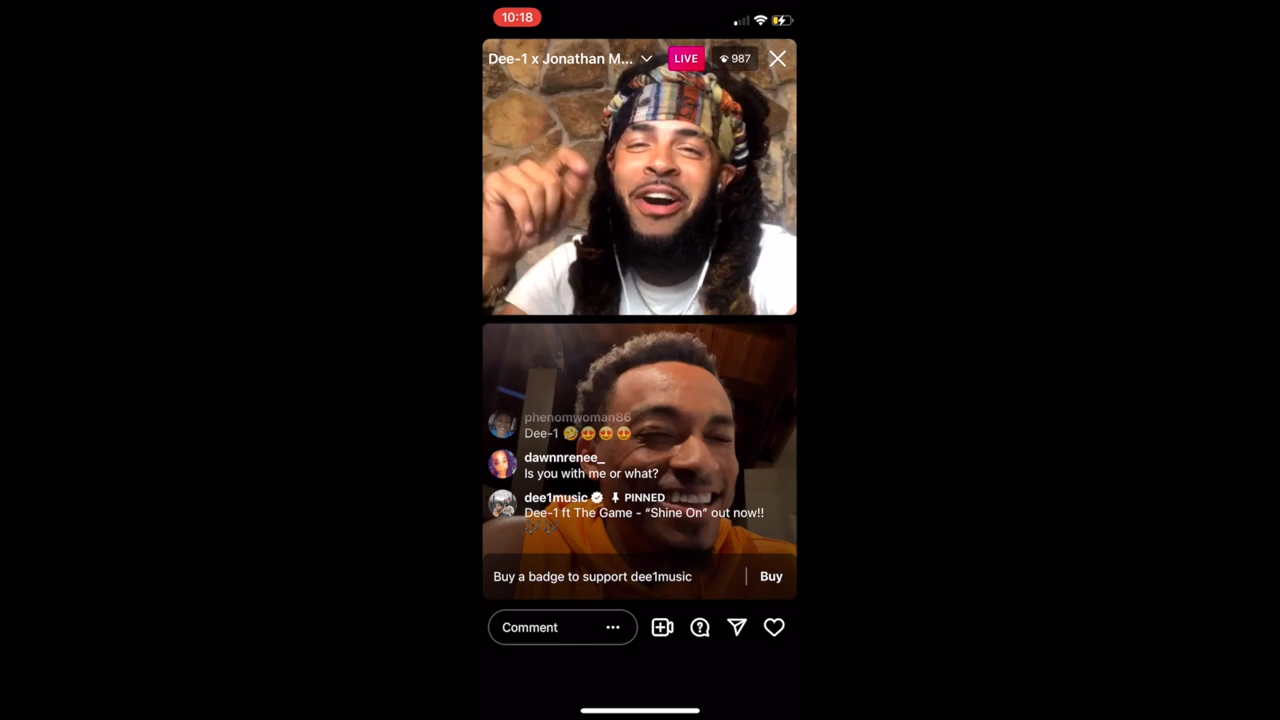 10:18
Dee-1 x Jonathan M...
LIVE
987
phenomwoman86
Dee-1 🤣😍😍😍
dawnnrenee_
Is you with me or what?
dee1music PINNED
Dee-1 ft The Game - “Shine On” out now!!
Buy a badge to support dee1music
Buy
Comment